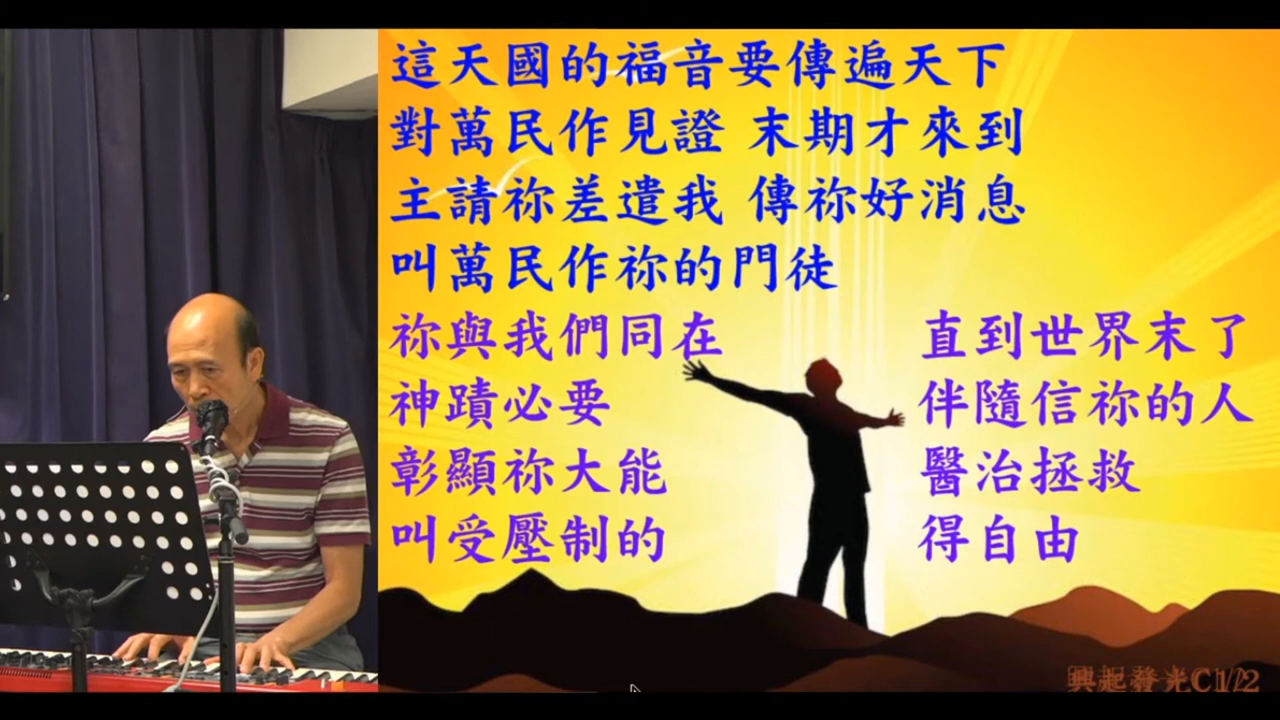 這天國的福音要傳遍天下
對萬民作見證 末期才來到
主請祢差遣我 傳祢好消息
叫萬民作祢的門徒
祢與我們同在 直到世界末了
神蹟必要 伴隨信祢的人
彰顯祢大能 醫治拯救
叫受壓制的 得自由
興起發光C1/2